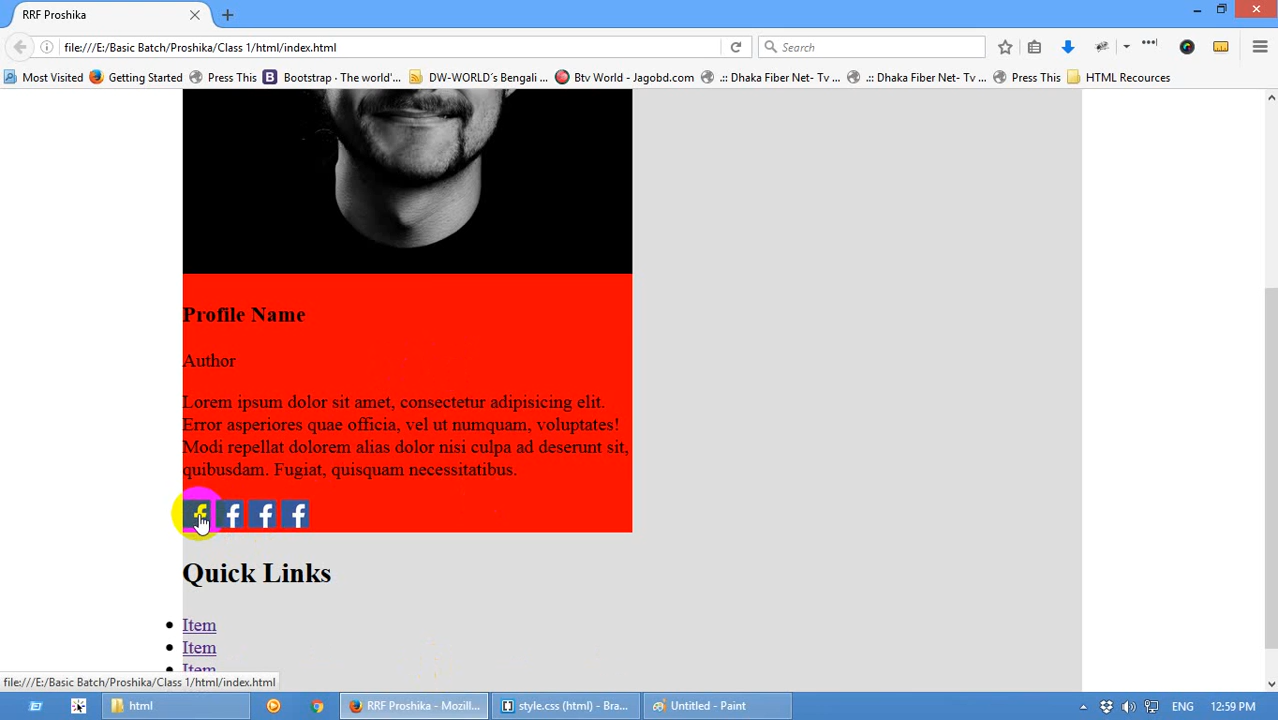 RRF Proshika
file:///E:/Basic Batch/Proshika/Class 1/html/index.html
Search
Most Visited Getting Started Press This Bootstrap · The world'... DW-WORLD´s Bengali ... Btv World - Jagobd.com .:: Dhaka Fiber Net- Tv ... .:: Dhaka Fiber Net- Tv ... Press This HTML Recources
Profile Name
Author
Lorem ipsum dolor sit amet, consectetur adipisicing elit.
Error asperiores quae officia, vel ut numquam, voluptates!
Modi repellat dolorem alias dolor nisi culpa ad deserunt sit,
quibusdam. Fugiat, quisquam necessitatibus.
Quick Links
Item
Item
Item
file:///E:/Basic Batch/Proshika/Class 1/html/index.html
html RRF Proshika - Mozill... style.css (html) - Bra... Untitled - Paint ENG 12:59 PM